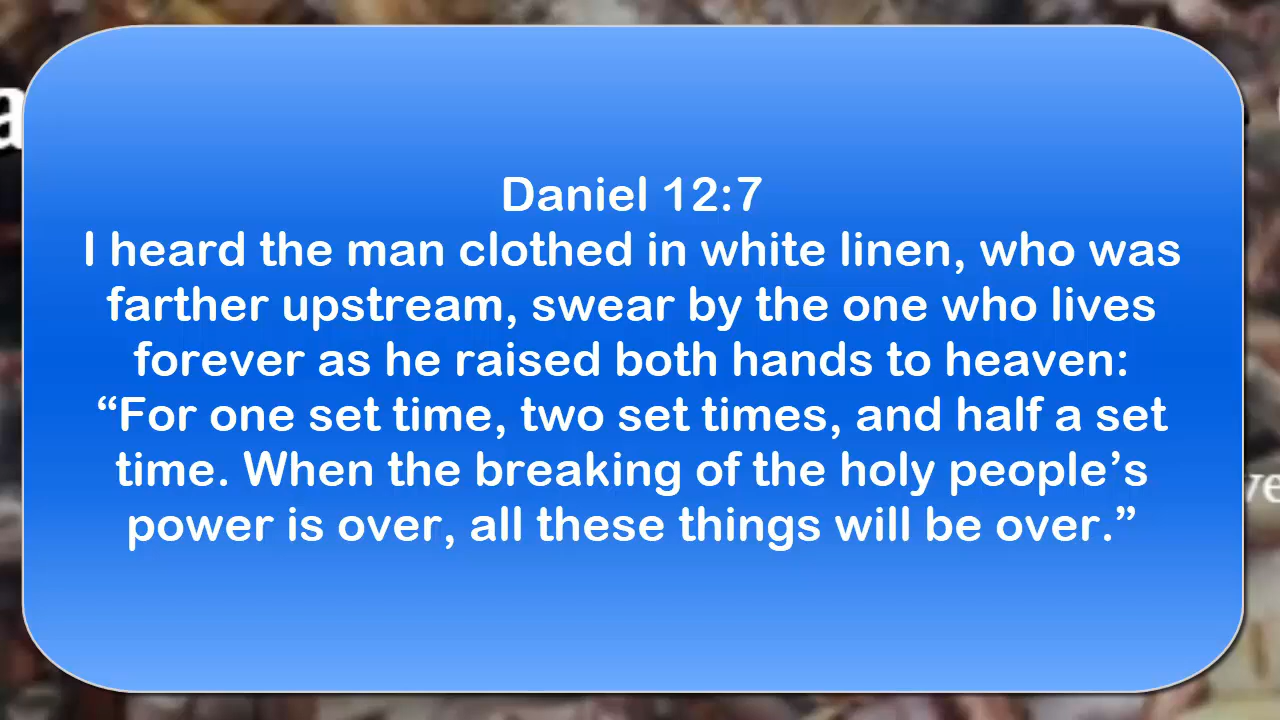 Daniel 12:7
I heard the man clothed in white linen, who was
farther upstream, swear by the one who lives
forever as he raised both hands to heaven:
“For one set time, two set times, and half a set
time. When the breaking of the holy people’s
power is over, all these things will be over.”